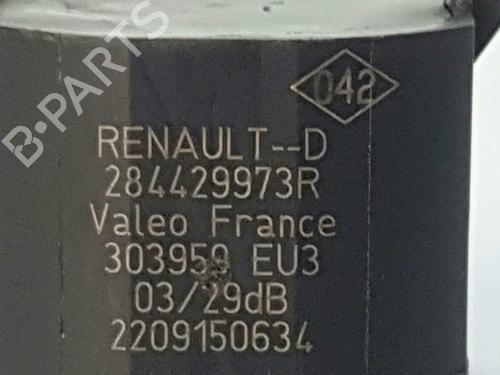 042
RENAULT--D
284429973R
Valeo France
303959 EU3
03/29dB
2209150634
B-PARTS